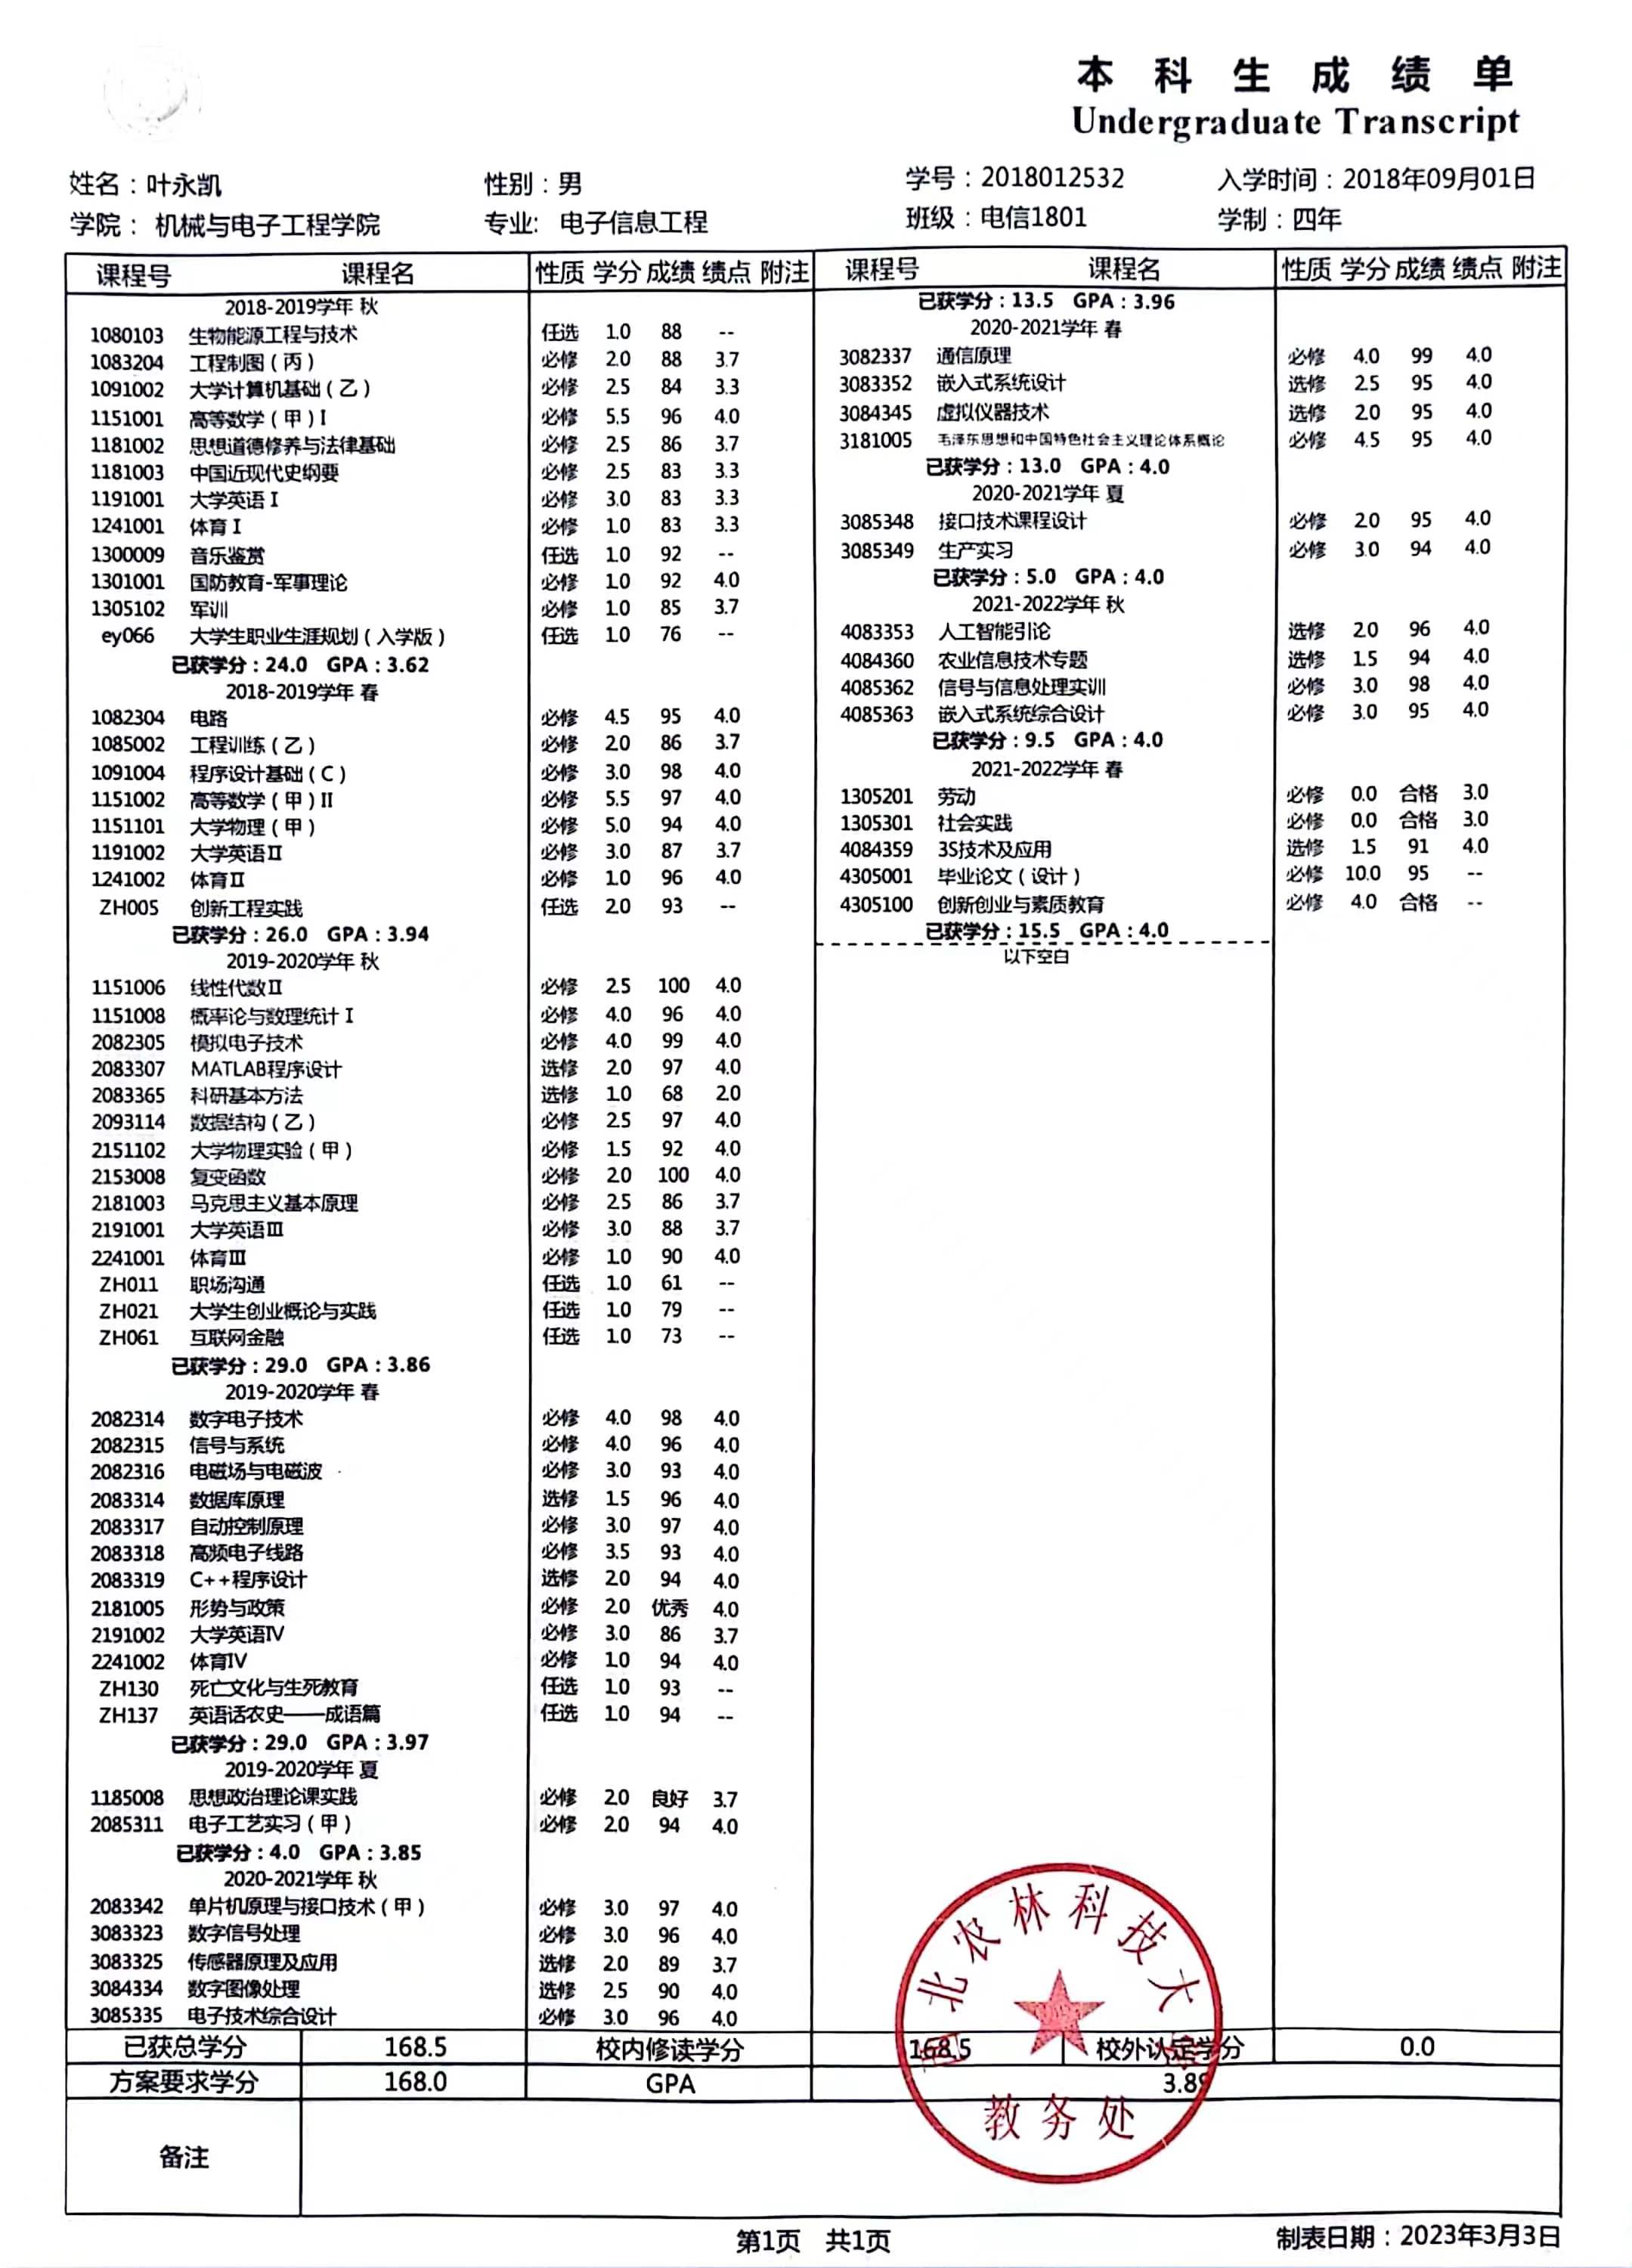 本科生成绩单
Undergraduate Transcript
姓名：叶永凯 性别：男 学号：2018012532 入学时间：2018年09月01日
学院： 机械与电子工程学院 专业: 电子信息工程 班级：电信1801 学制：四年
课程号 课程名 性质 学分 成绩 绩点 附注
2018-2019学年 秋
1080103 生物能源工程与技术 任选 1.0 88 --
1083204 工程制图（丙） 必修 2.0 88 3.7
1091002 大学计算机基础（乙） 必修 2.5 84 3.3
1151001 高等数学（甲）I 必修 5.5 96 4.0
1181002 思想道德修养与法律基础 必修 2.5 86 3.7
1181003 中国近现代史纲要 必修 2.5 83 3.3
1191001 大学英语Ⅰ 必修 3.0 83 3.3
1241001 体育Ⅰ 必修 1.0 83 3.3
1300009 音乐鉴赏 任选 1.0 92 --
1301001 国防教育-军事理论 必修 1.0 92 4.0
1305102 军训 必修 1.0 85 3.7
ey066 大学生职业生涯规划（入学版） 任选 1.0 76 --
已获学分：24.0 GPA：3.62
2018-2019学年 春
1082304 电路 必修 4.5 95 4.0
1085002 工程训练（乙） 必修 2.0 86 3.7
1091004 程序设计基础（C） 必修 3.0 98 4.0
1151002 高等数学（甲）II 必修 5.5 97 4.0
1151101 大学物理（甲） 必修 5.0 94 4.0
1191002 大学英语Ⅱ 必修 3.0 87 3.7
1241002 体育Ⅱ 必修 1.0 96 4.0
ZH005 创新工程实践 任选 2.0 93 --
已获学分：26.0 GPA：3.94
2019-2020学年 秋
1151006 线性代数Ⅱ 必修 2.5 100 4.0
1151008 概率论与数理统计Ⅰ 必修 4.0 96 4.0
2082305 模拟电子技术 必修 4.0 99 4.0
2083307 MATLAB程序设计 选修 2.0 97 4.0
2083365 科研基本方法 选修 1.0 68 2.0
2093114 数据结构（乙） 必修 2.5 97 4.0
2151102 大学物理实验（甲） 必修 1.5 92 4.0
2153008 复变函数 必修 2.0 100 4.0
2181003 马克思主义基本原理 必修 2.5 86 3.7
2191001 大学英语Ⅲ 必修 3.0 88 3.7
2241001 体育Ⅲ 必修 1.0 90 4.0
ZH011 职场沟通 任选 1.0 61 --
ZH021 大学生创业概论与实践 任选 1.0 79 --
ZH061 互联网金融 任选 1.0 73 --
已获学分：29.0 GPA：3.86
2019-2020学年 春
2082314 数字电子技术 必修 4.0 98 4.0
2082315 信号与系统 必修 4.0 96 4.0
2082316 电磁场与电磁波 必修 3.0 93 4.0
2083314 数据库原理 选修 1.5 96 4.0
2083317 自动控制原理 必修 3.0 97 4.0
2083318 高频电子线路 必修 3.5 93 4.0
2083319 C++程序设计 选修 2.0 94 4.0
2181005 形势与政策 必修 2.0 优秀 4.0
2191002 大学英语Ⅳ 必修 3.0 86 3.7
2241002 体育Ⅳ 必修 1.0 94 4.0
ZH130 死亡文化与生死教育 任选 1.0 93 --
ZH137 英语话农史——成语篇 任选 1.0 94 --
已获学分：29.0 GPA：3.97
2019-2020学年 夏
1185008 思想政治理论课实践 必修 2.0 良好 3.7
2085311 电子工艺实习（甲） 必修 2.0 94 4.0
已获学分：4.0 GPA：3.85
2020-2021学年 秋
2083342 单片机原理与接口技术（甲） 必修 3.0 97 4.0
3083323 数字信号处理 必修 3.0 96 4.0
3083325 传感器原理及应用 选修 2.0 89 3.7
3084334 数字图像处理 选修 2.5 90 4.0
3085335 电子技术综合设计 必修 3.0 96 4.0
课程号 课程名 性质 学分 成绩 绩点 附注
已获学分：13.5 GPA：3.96
2020-2021学年 春
3082337 通信原理 必修 4.0 99 4.0
3083352 嵌入式系统设计 选修 2.5 95 4.0
3084345 虚拟仪器技术 选修 2.0 95 4.0
3181005 毛泽东思想和中国特色社会主义理论体系概论 必修 4.5 95 4.0
已获学分：13.0 GPA：4.0
2020-2021学年 夏
3085348 接口技术课程设计 必修 2.0 95 4.0
3085349 生产实习 必修 3.0 94 4.0
已获学分：5.0 GPA：4.0
2021-2022学年 秋
4083353 人工智能引论 选修 2.0 96 4.0
4084360 农业信息技术专题 选修 1.5 94 4.0
4085362 信号与信息处理实训 必修 3.0 98 4.0
4085363 嵌入式系统综合设计 必修 3.0 95 4.0
已获学分：9.5 GPA：4.0
2021-2022学年 春
1305201 劳动 必修 0.0 合格 3.0
1305301 社会实践 必修 0.0 合格 3.0
4084359 3S技术及应用 选修 1.5 91 4.0
4305001 毕业论文（设计） 必修 10.0 95 --
4305100 创新创业与素质教育 必修 4.0 合格 --
已获学分：15.5 GPA：4.0
以下空白
已获总学分 168.5 校内修读学分 168.5 校外认定学分 0.0
方案要求学分 168.0 GPA 3.89
备注
西北农林科技大学
教务处
第1页 共1页
制表日期：2023年3月3日